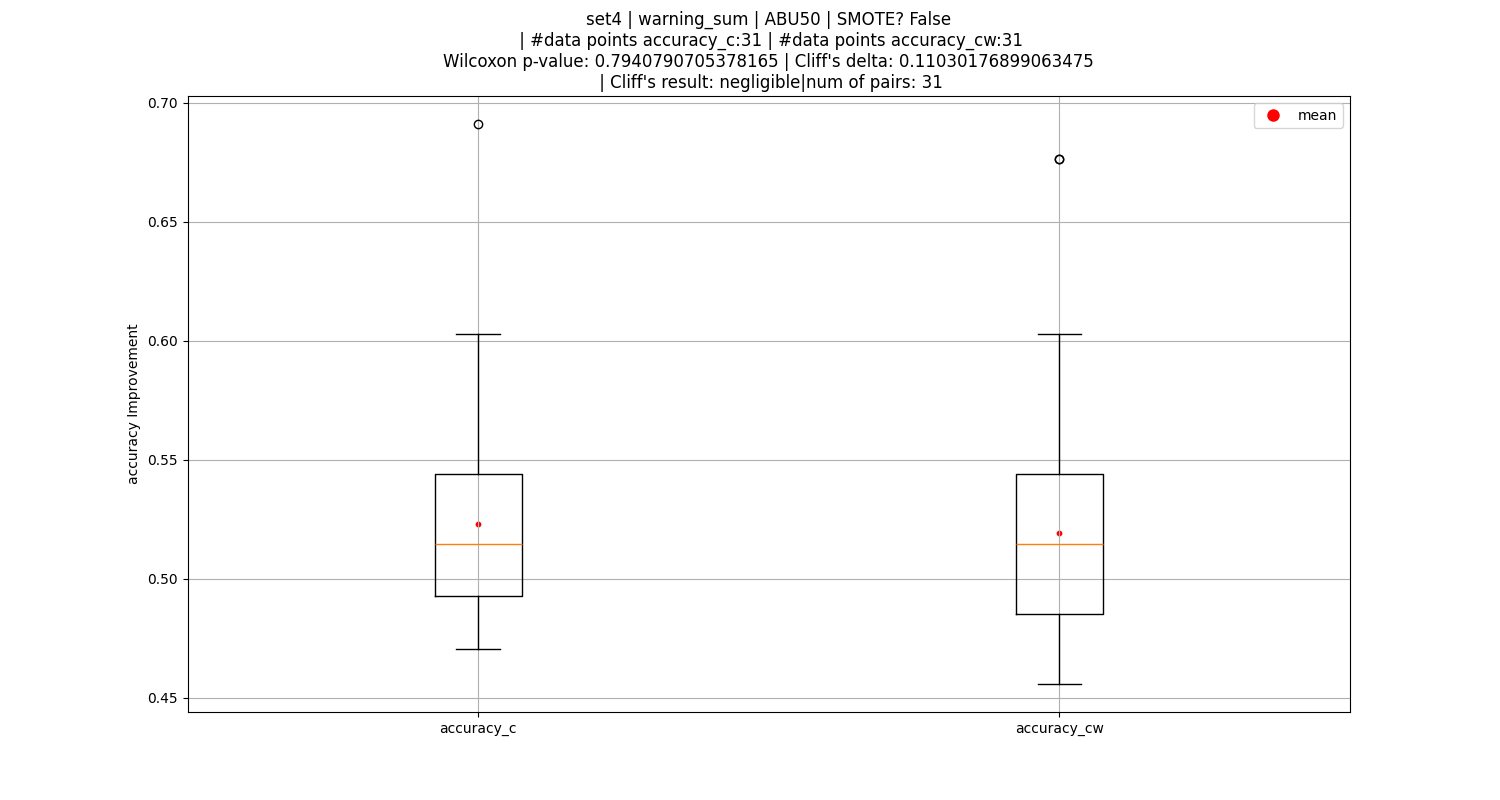 set4 | warning_sum | ABU50 | SMOTE? False
| #data points accuracy_c:31 | #data points accuracy_cw:31
Wilcoxon p-value: 0.7940790705378165 | Cliff's delta: 0.11030176899063475
| Cliff's result: negligible|num of pairs: 31
mean
accuracy Improvement
0.70
0.65
0.60
0.55
0.50
0.45
accuracy_c
accuracy_cw